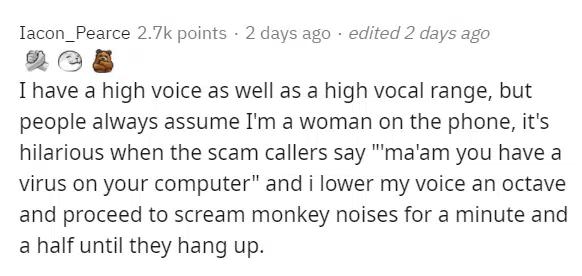 Iacon_Pearce 2.7k points · 2 days ago · edited 2 days ago
I have a high voice as well as a high vocal range, but
people always assume I'm a woman on the phone, it's
hilarious when the scam callers say "'ma'am you have a
virus on your computer" and i lower my voice an octave
and proceed to scream monkey noises for a minute and
a half until they hang up.